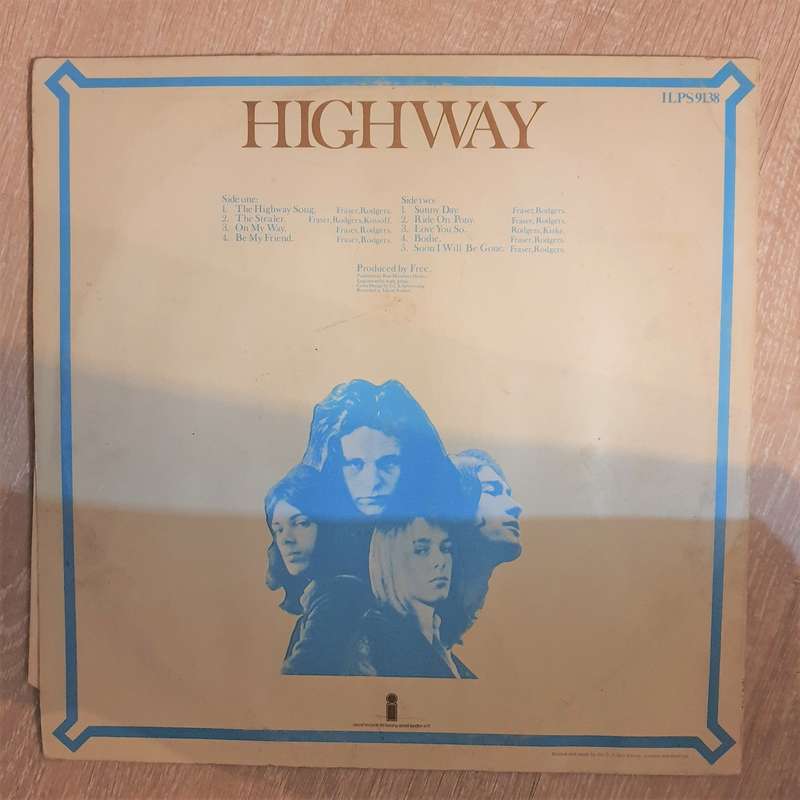 ILPS9138
HIGHWAY
Side one:
1. The Highway Song. Fraser,Rodgers.
2. The Stealer. Fraser,Rodgers,Kossoff.
3. On My Way. Fraser,Rodgers.
4. Be My Friend. Fraser,Rodgers.
Side two:
1. Sunny Day. Fraser,Rodgers.
2. Ride On Pony. Fraser,Rodgers.
3. Love You So. Rodgers,Kirke.
4. Bodie. Fraser,Rodgers.
5. Soon I Will Be Gone. Fraser,Rodgers.
Produced by Free.